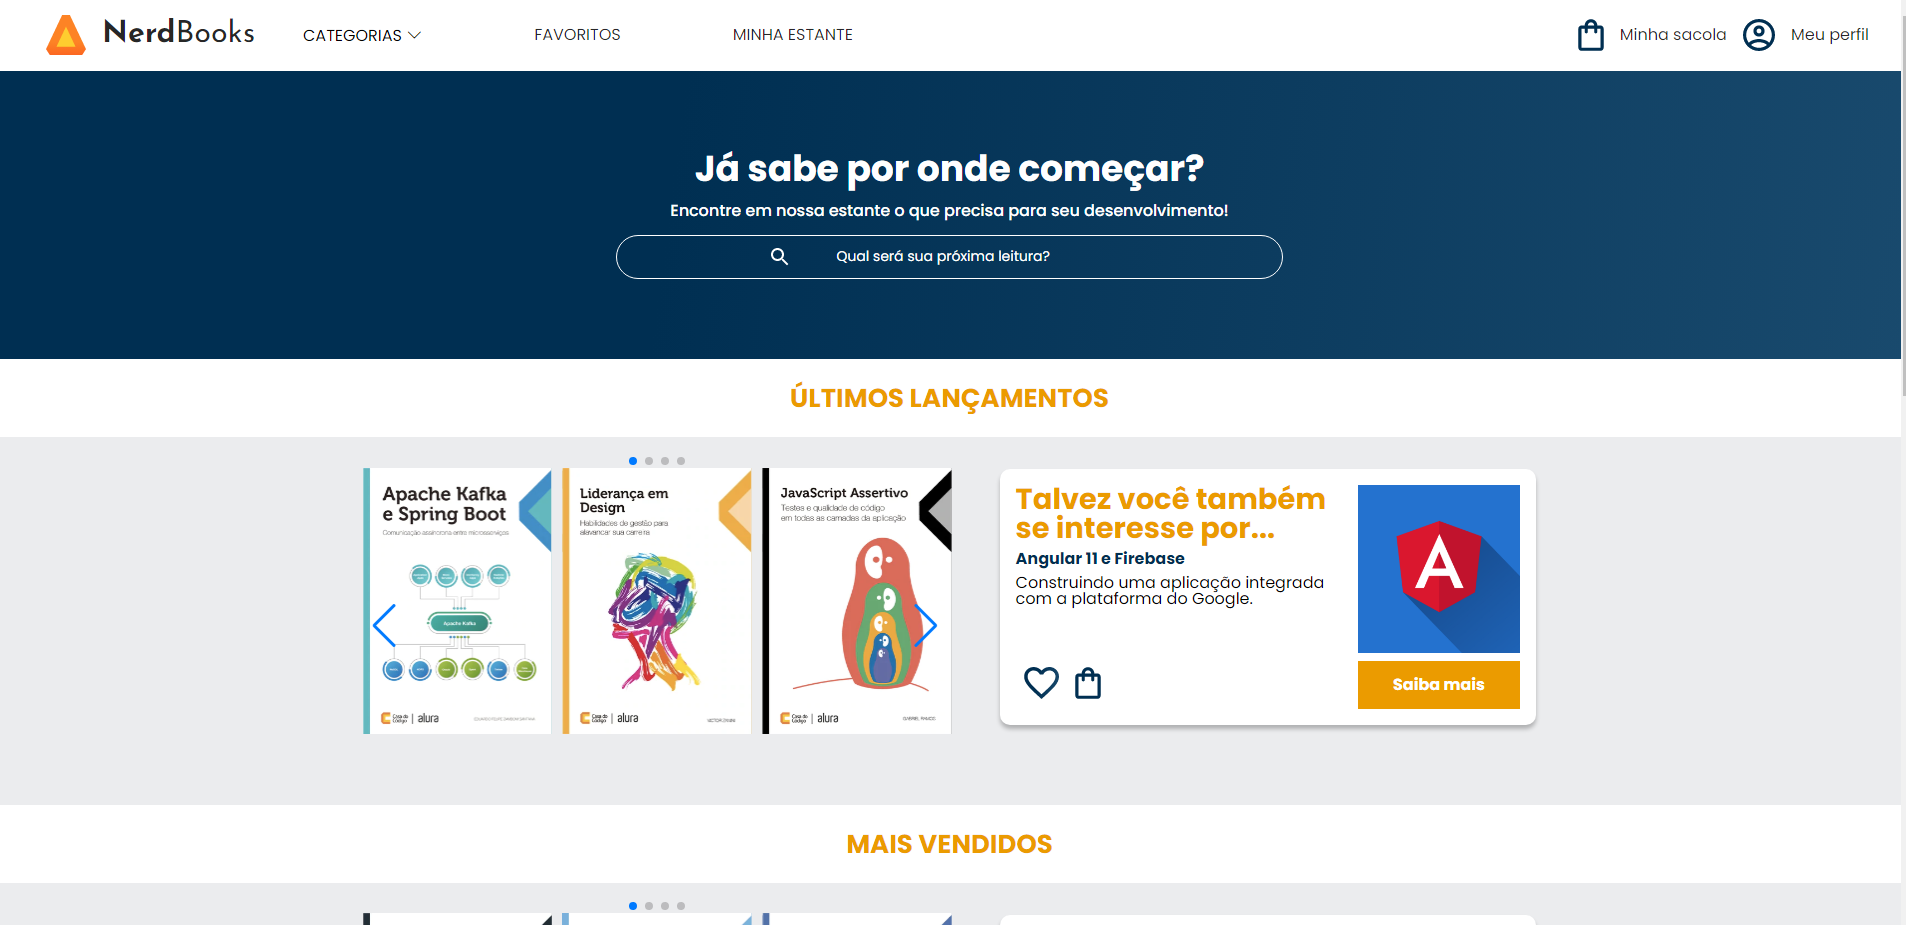 NerdBooks
CATEGORIAS
FAVORITOS
MINHA ESTANTE
Minha sacola
Meu perfil
Já sabe por onde começar?
Encontre em nossa estante o que precisa para seu desenvolvimento!
Qual será sua próxima leitura?
ÚLTIMOS LANÇAMENTOS
Apache Kafka
e Spring Boot
Comunicação assíncrona entre microsserviços
Apache Kafka
Casa do
Código
alura
Liderança em
Design
Habilidades de gestão para
alavancar sua carreira
Casa do
Código
alura
JavaScript Assertivo
Testes e qualidade de código
em todas as camadas da aplicação
Casa do
Código
alura
GABRIEL RAMOS
Talvez você também
se interesse por...
Angular 11 e Firebase
Construindo uma aplicação integrada
com a plataforma do Google.
A
Saiba mais
MAIS VENDIDOS